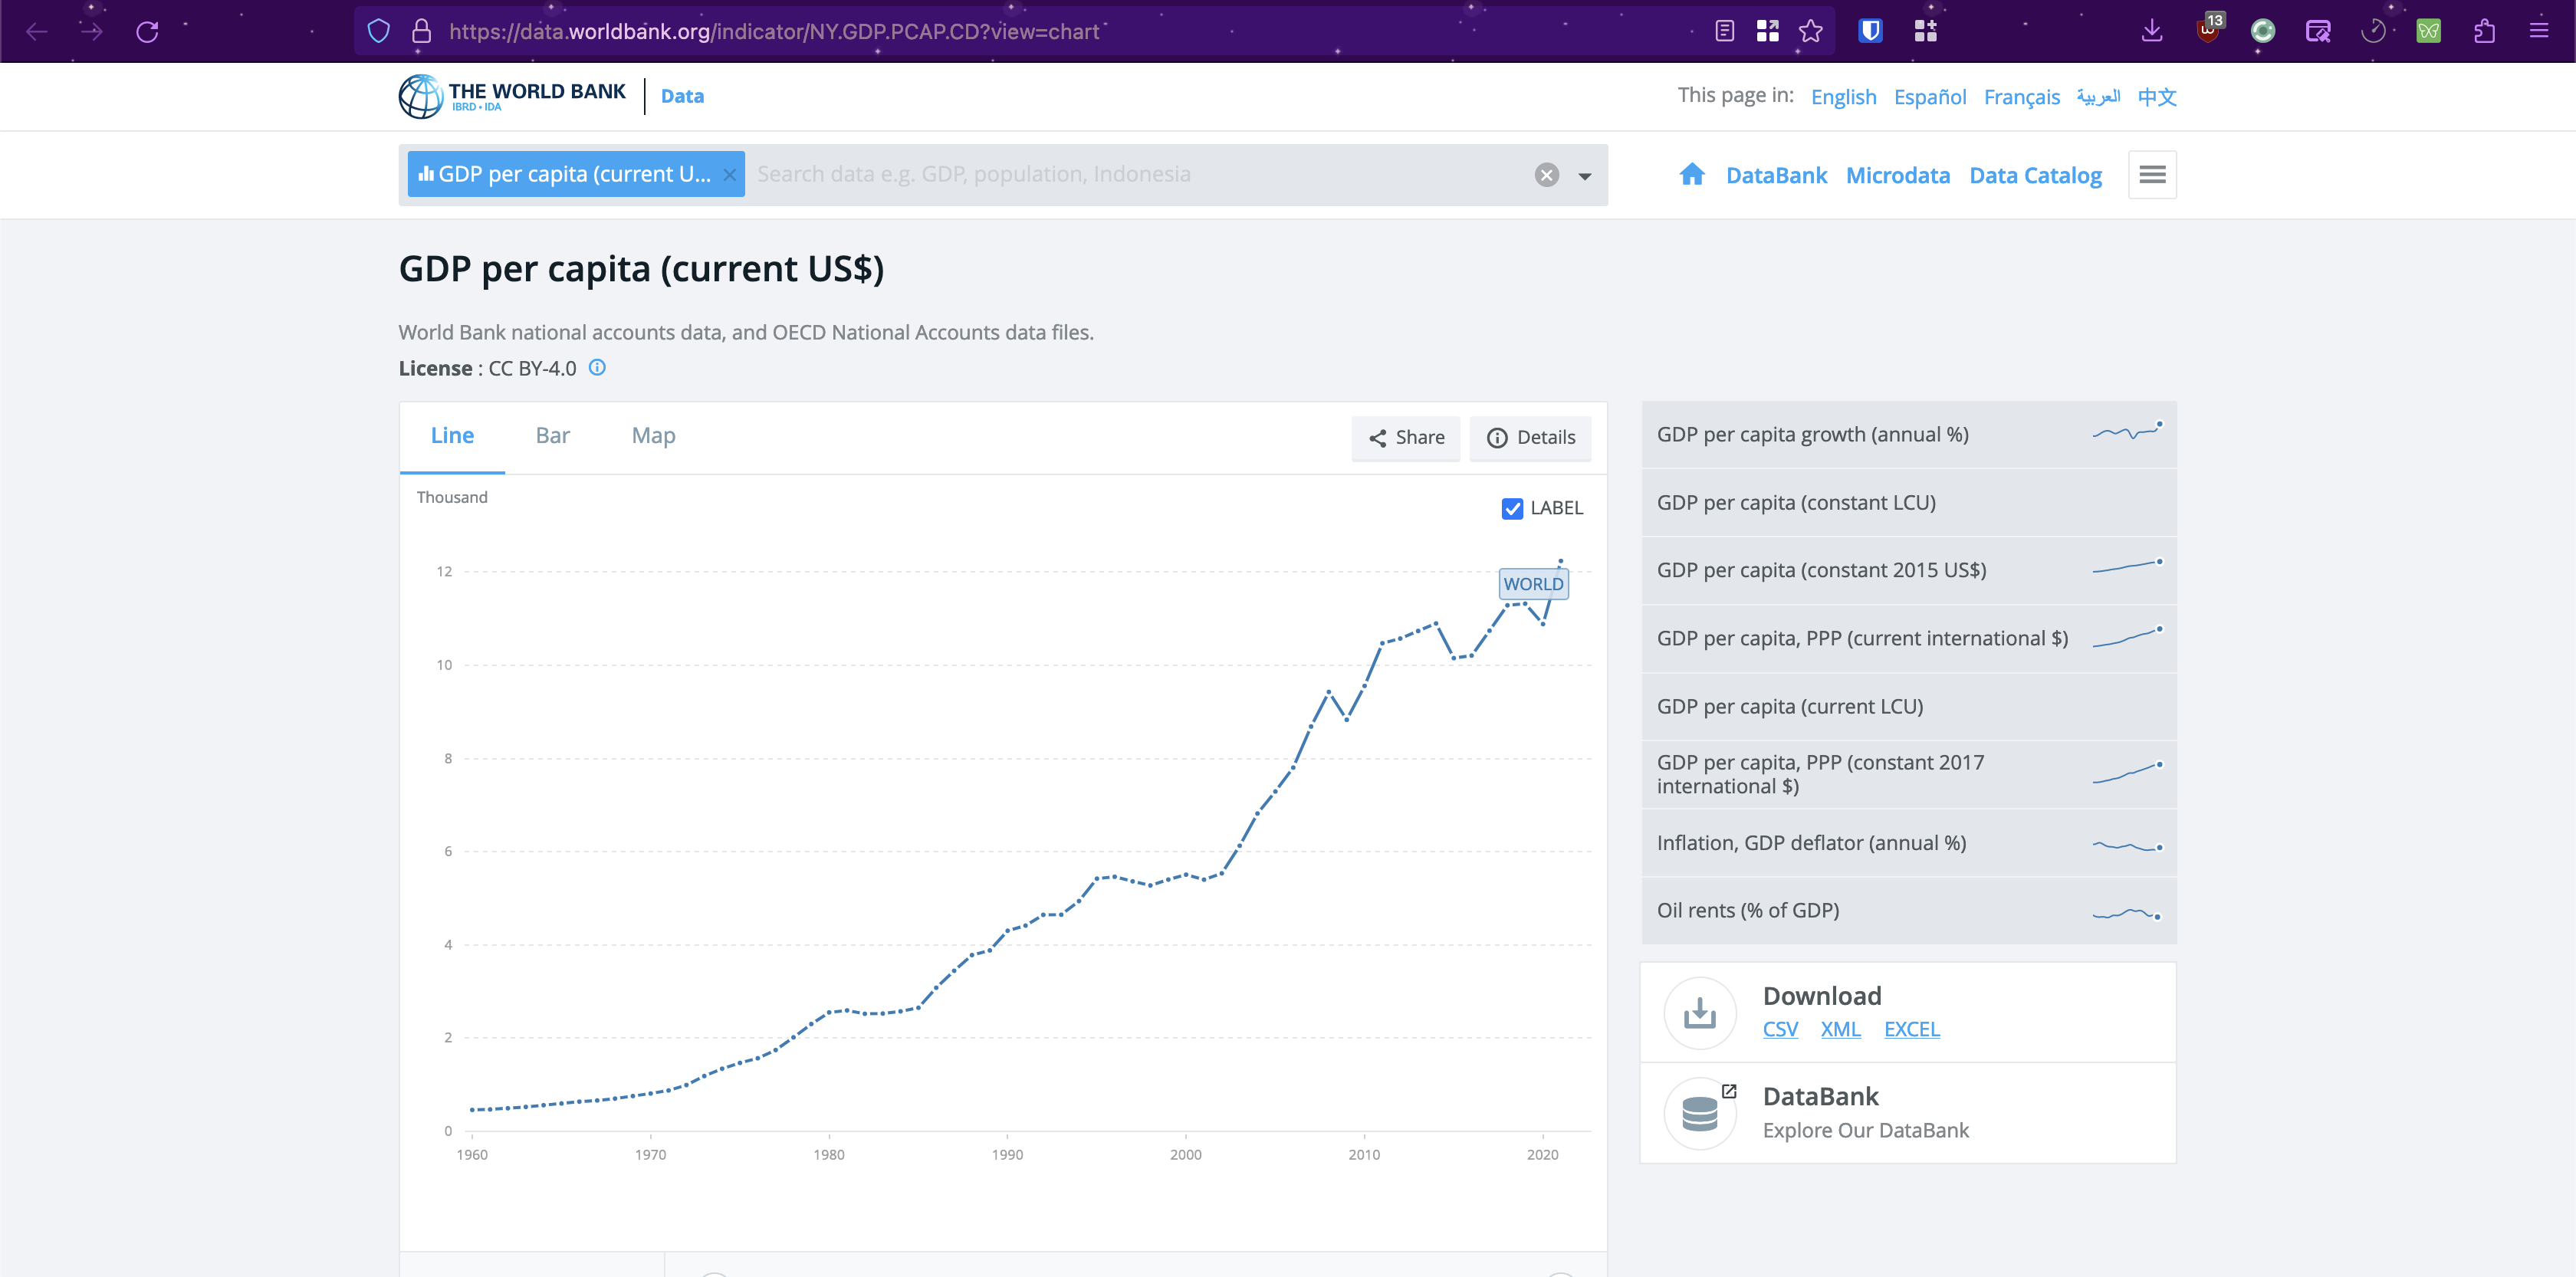 https://data.worldbank.org/indicator/NY.GDP.PCAP.CD?view=chart
13
THE WORLD BANK
IBRD • IDA
Data
This page in: English Español Français العربية 中文
GDP per capita (current U... × Search data e.g. GDP, population, Indonesia
DataBank Microdata Data Catalog
GDP per capita (current US$)
World Bank national accounts data, and OECD National Accounts data files.
License : CC BY-4.0
Line Bar Map Share Details
Thousand
LABEL
12
10
8
6
4
2
0
WORLD
1960 1970 1980 1990 2000 2010 2020
GDP per capita growth (annual %)
GDP per capita (constant LCU)
GDP per capita (constant 2015 US$)
GDP per capita, PPP (current international $)
GDP per capita (current LCU)
GDP per capita, PPP (constant 2017
international $)
Inflation, GDP deflator (annual %)
Oil rents (% of GDP)
Download
CSV XML EXCEL
DataBank
Explore Our DataBank